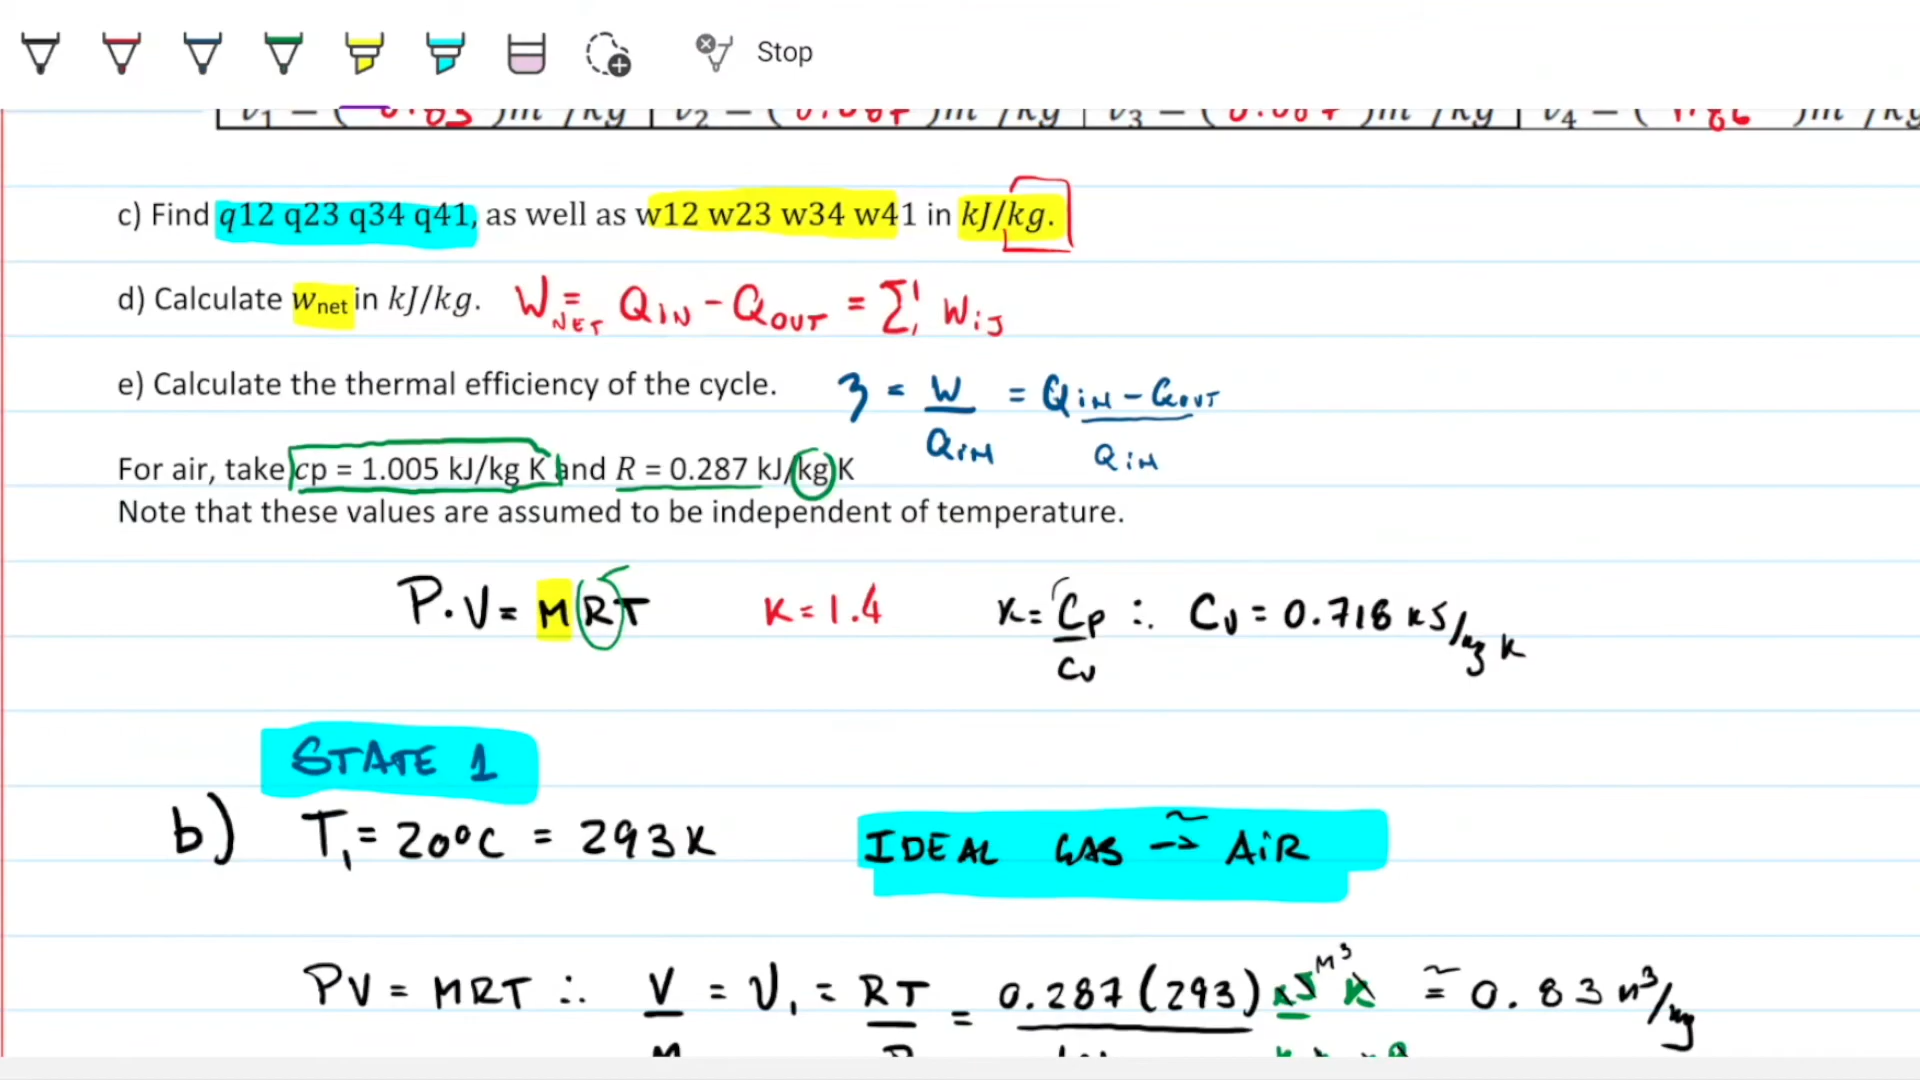 Stop
c) Find q12 q23 q34 q41, as well as w12 w23 w34 w41 in kJ/kg.
d) Calculate wnet in kJ/kg. WNET = QIN - QOUT = Σ Wij
e) Calculate the thermal efficiency of the cycle. η = W/QIN = QIN - QOUT/QIN
For air, take cp = 1.005 kJ/kg K and R = 0.287 kJ/kg K
Note that these values are assumed to be independent of temperature.
P.V = MRT K = 1.4 K = Cp/Cv ∴ Cv = 0.718 kJ/kg K
STATE 1
b) T1 = 20°C = 293K IDEAL GAS → AIR
PV = MRT ∴ V/M = v1 = RT = 0.287(293) kJ M³ K ≅ 0.83 m³/kg